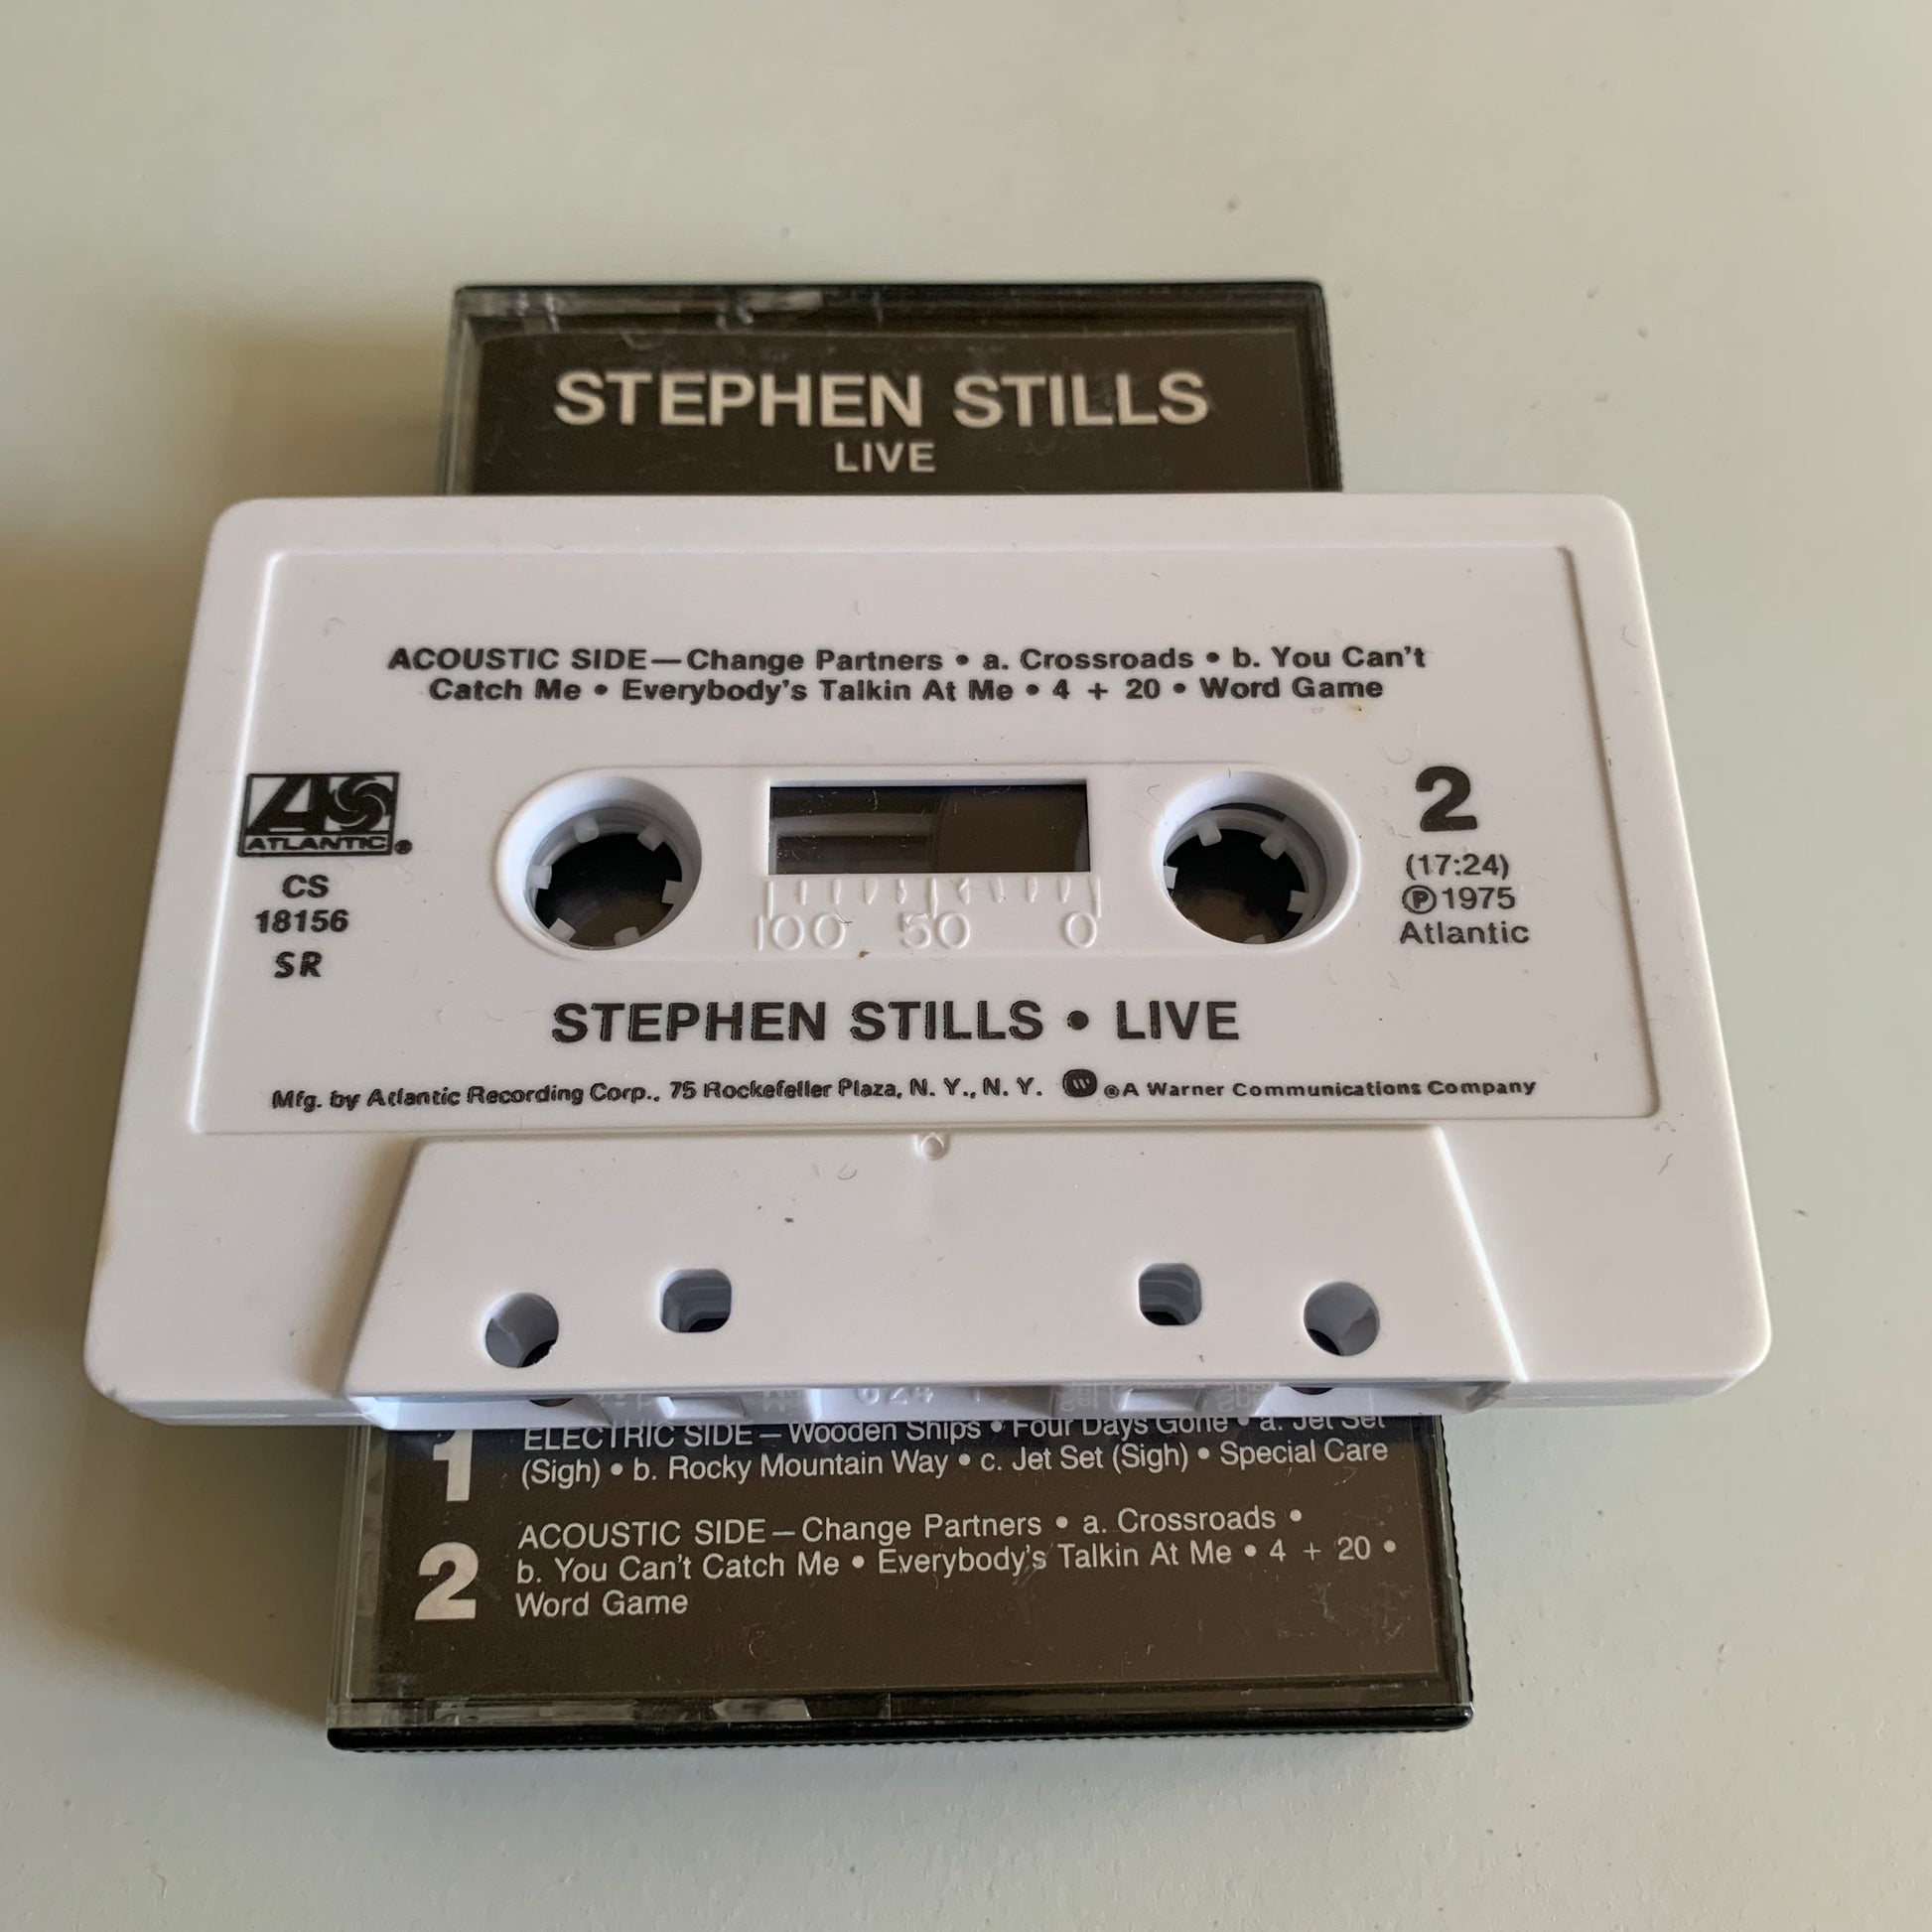 STEPHEN STILLS
LIVE
ACOUSTIC SIDE—Change Partners • a. Crossroads • b. You Can't
Catch Me • Everybody's Talkin At Me • 4 + 20 • Word Game
ATLANTIC®
CS
18156
SR
2
(17:24)
℗1975
Atlantic
100 50 0
STEPHEN STILLS • LIVE
Mfg. by Atlantic Recording Corp., 75 Rockefeller Plaza, N. Y., N. Y. ®A Warner Communications Company
1
ELECTRIC SIDE—Wooden Ships • Four Days Gone • a. Jet Set
(Sigh) • b. Rocky Mountain Way • c. Jet Set (Sigh) • Special Care
2
ACOUSTIC SIDE—Change Partners • a. Crossroads •
b. You Can't Catch Me • Everybody's Talkin At Me • 4 + 20 •
Word Game